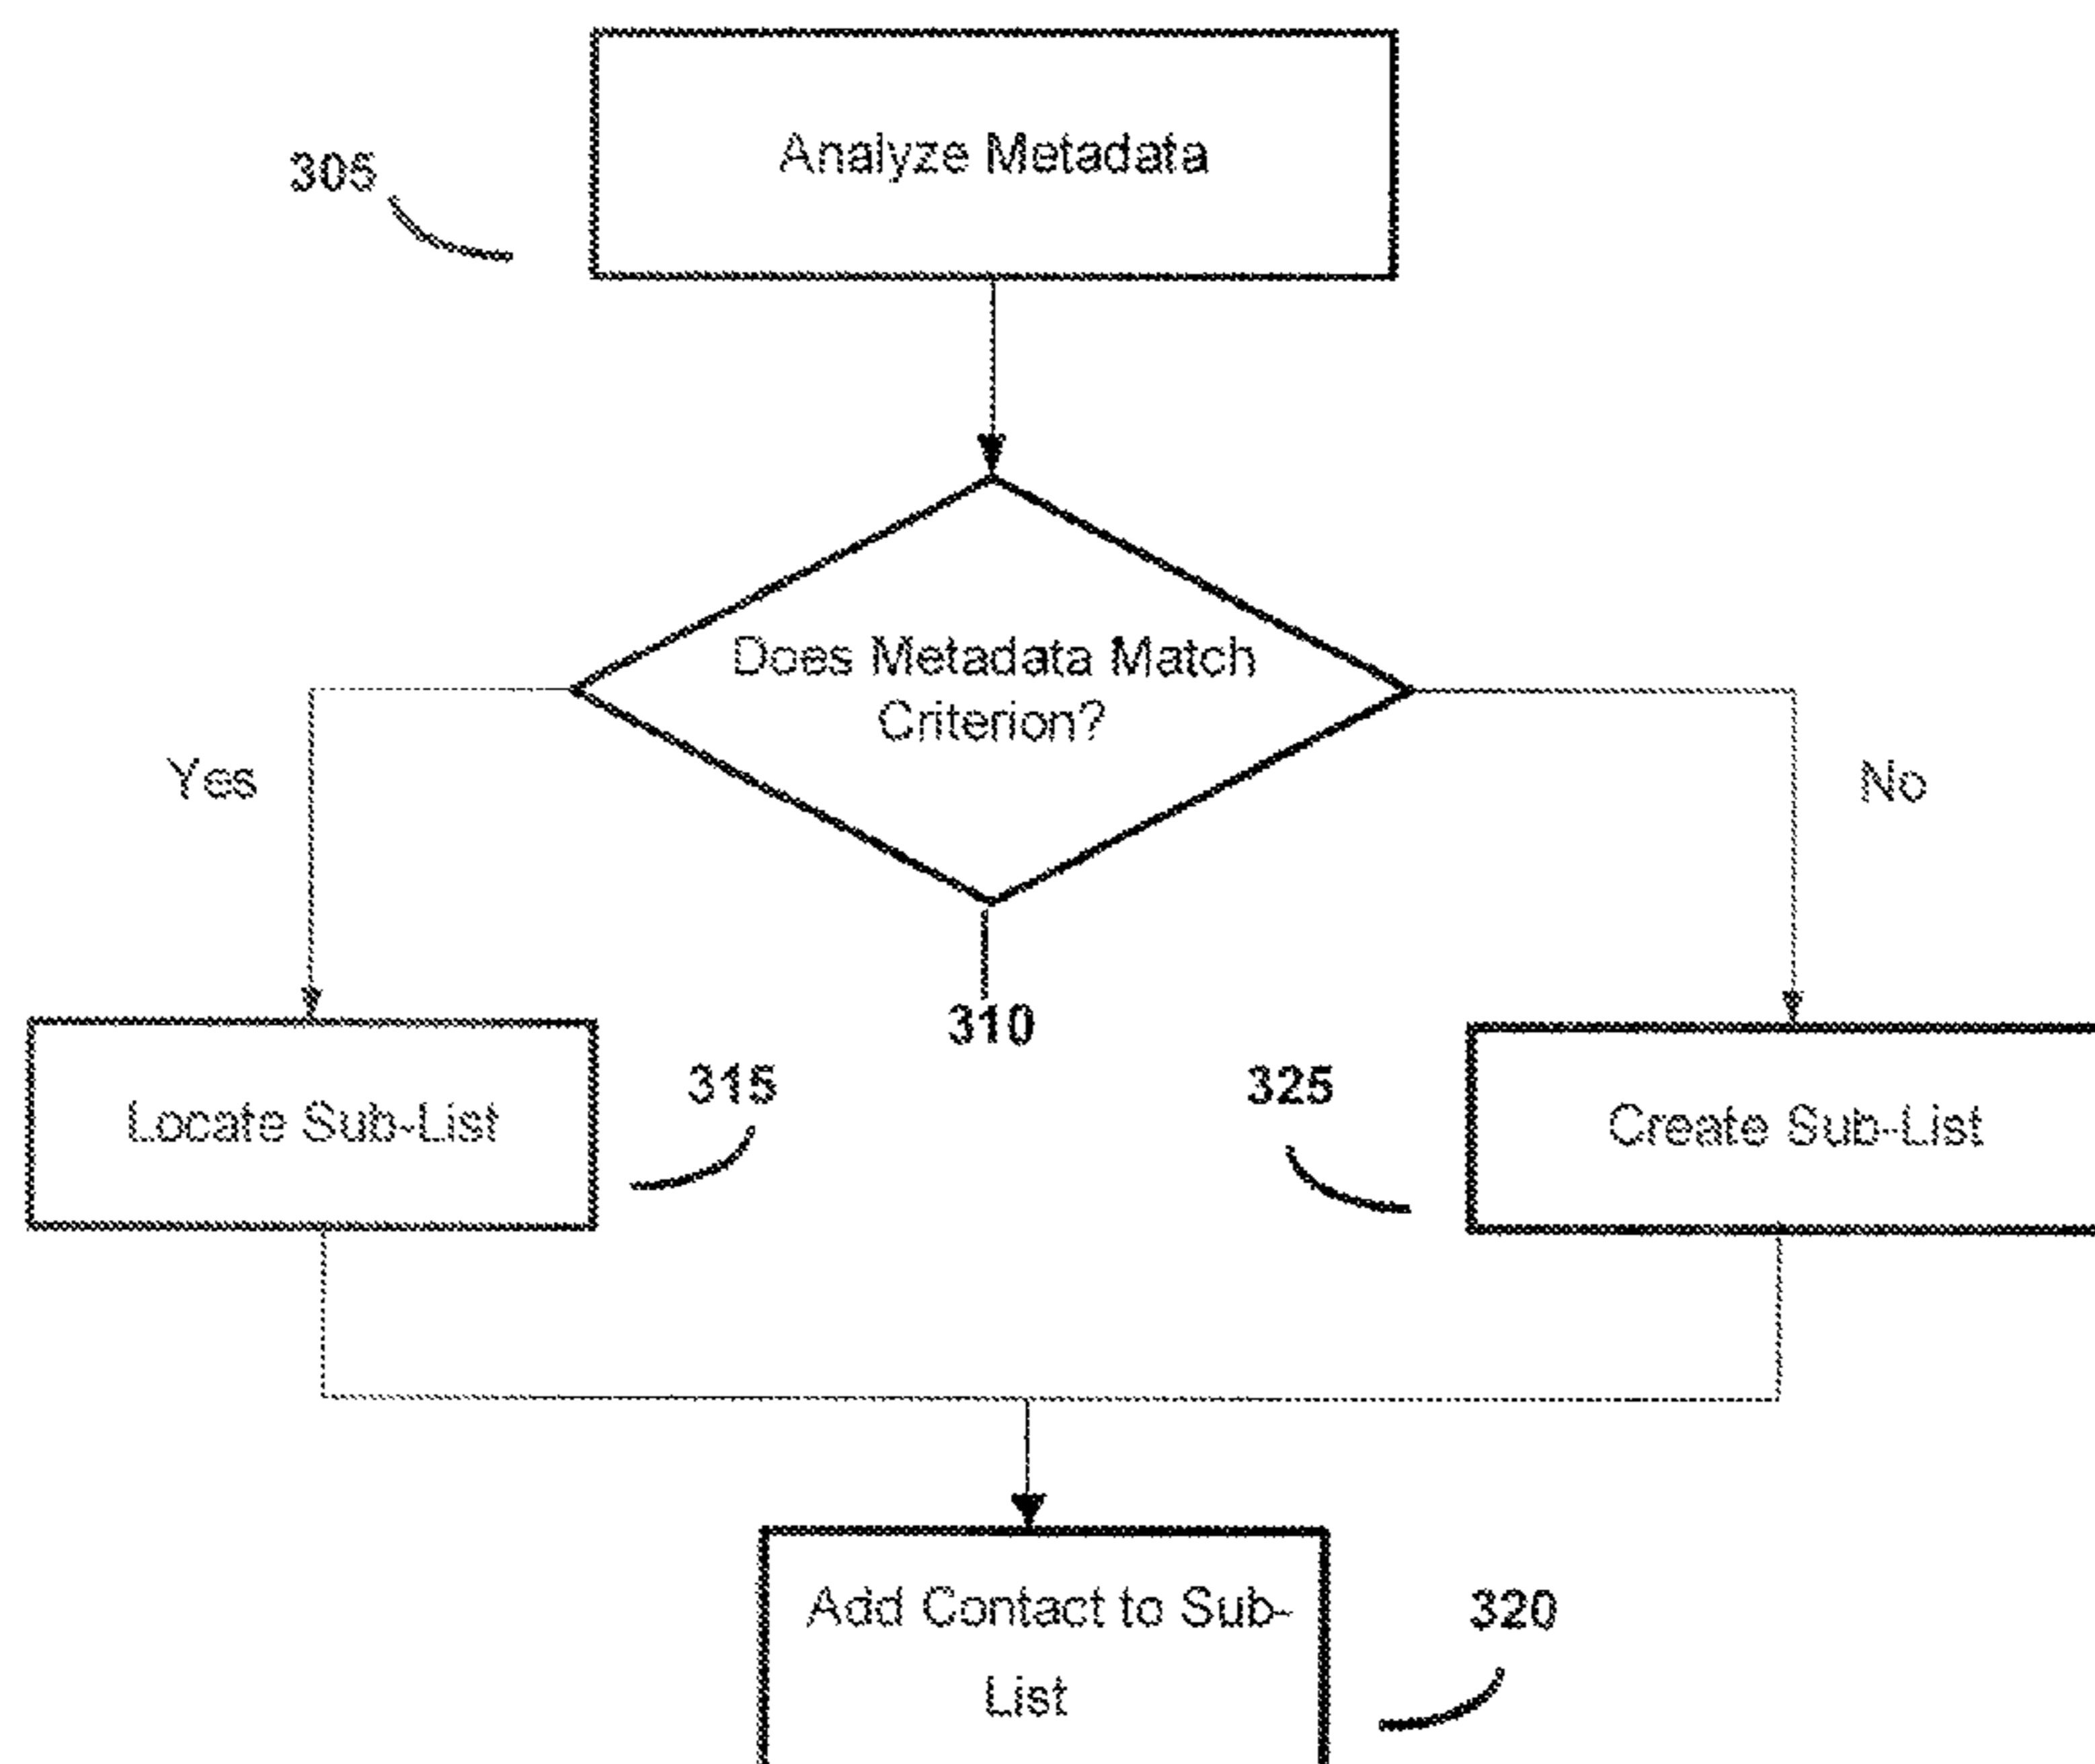 Analyze Metadata
305
Does Metadata Match
Criterion?
Yes
No
310
315
325
Locate Sub-List
Create Sub-List
Add Contact to Sub-
List
320